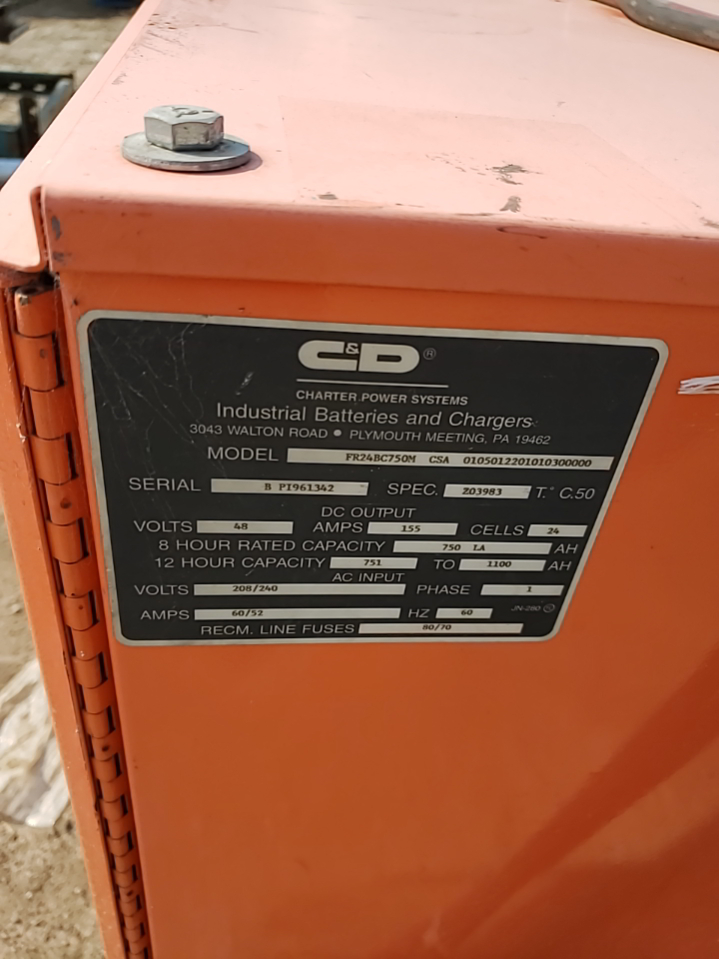 C&D®
CHARTER POWER SYSTEMS
Industrial Batteries and Chargers
3043 WALTON ROAD • PLYMOUTH MEETING, PA 19462
MODEL FR24BC750M CSA 0105012201010300000
SERIAL B PI961342 SPEC. Z03983 T.° C.50
DC OUTPUT
VOLTS 48 AMPS 155 CELLS 24
8 HOUR RATED CAPACITY 750 LA AH
12 HOUR CAPACITY 751 TO 1100 AH
AC INPUT
VOLTS 208/240 PHASE 1
AMPS 60/52 HZ 60 JN-280
RECM. LINE FUSES 80/70